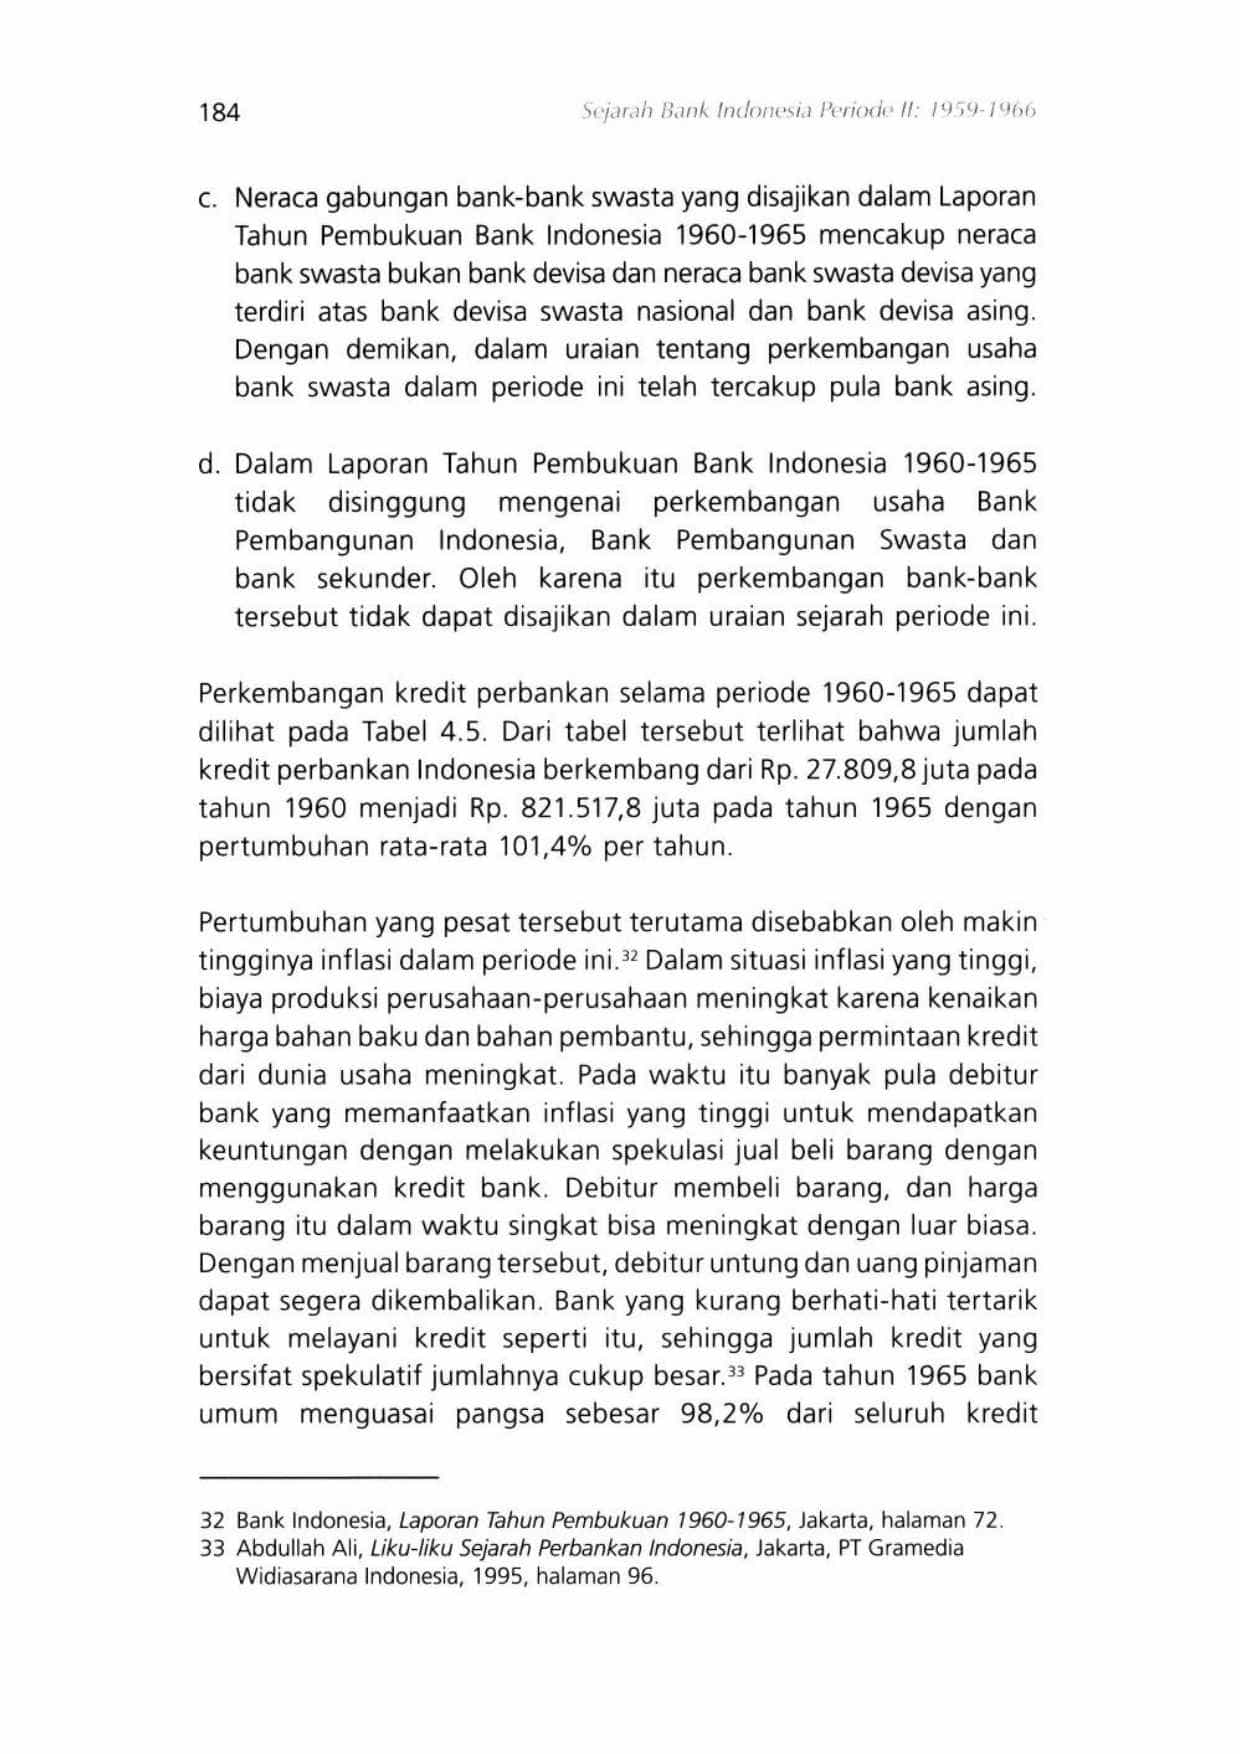 184
Sejarah Bank Indonesia Periode II: 1959-1966
c. Neraca gabungan bank-bank swasta yang disajikan dalam Laporan
Tahun Pembukuan Bank Indonesia 1960-1965 mencakup neraca
bank swasta bukan bank devisa dan neraca bank swasta devisa yang
terdiri atas bank devisa swasta nasional dan bank devisa asing.
Dengan demikan, dalam uraian tentang perkembangan usaha
bank swasta dalam periode ini telah tercakup pula bank asing.
d. Dalam Laporan Tahun Pembukuan Bank Indonesia 1960-1965
tidak disinggung mengenai perkembangan usaha Bank
Pembangunan Indonesia, Bank Pembangunan Swasta dan
bank sekunder. Oleh karena itu perkembangan bank-bank
tersebut tidak dapat disajikan dalam uraian sejarah periode ini.
Perkembangan kredit perbankan selama periode 1960-1965 dapat
dilihat pada Tabel 4.5. Dari tabel tersebut terlihat bahwa jumlah
kredit perbankan Indonesia berkembang dari Rp. 27.809,8 juta pada
tahun 1960 menjadi Rp. 821.517,8 juta pada tahun 1965 dengan
pertumbuhan rata-rata 101,4% per tahun.
Pertumbuhan yang pesat tersebut terutama disebabkan oleh makin
tingginya inflasi dalam periode ini.32 Dalam situasi inflasi yang tinggi,
biaya produksi perusahaan-perusahaan meningkat karena kenaikan
harga bahan baku dan bahan pembantu, sehingga permintaan kredit
dari dunia usaha meningkat. Pada waktu itu banyak pula debitur
bank yang memanfaatkan inflasi yang tinggi untuk mendapatkan
keuntungan dengan melakukan spekulasi jual beli barang dengan
menggunakan kredit bank. Debitur membeli barang, dan harga
barang itu dalam waktu singkat bisa meningkat dengan luar biasa.
Dengan menjual barang tersebut, debitur untung dan uang pinjaman
dapat segera dikembalikan. Bank yang kurang berhati-hati tertarik
untuk melayani kredit seperti itu, sehingga jumlah kredit yang
bersifat spekulatif jumlahnya cukup besar.33 Pada tahun 1965 bank
umum menguasai pangsa sebesar 98,2% dari seluruh kredit
32 Bank Indonesia, Laporan Tahun Pembukuan 1960-1965, Jakarta, halaman 72.
33 Abdullah Ali, Liku-liku Sejarah Perbankan Indonesia, Jakarta, PT Gramedia
Widiasarana Indonesia, 1995, halaman 96.